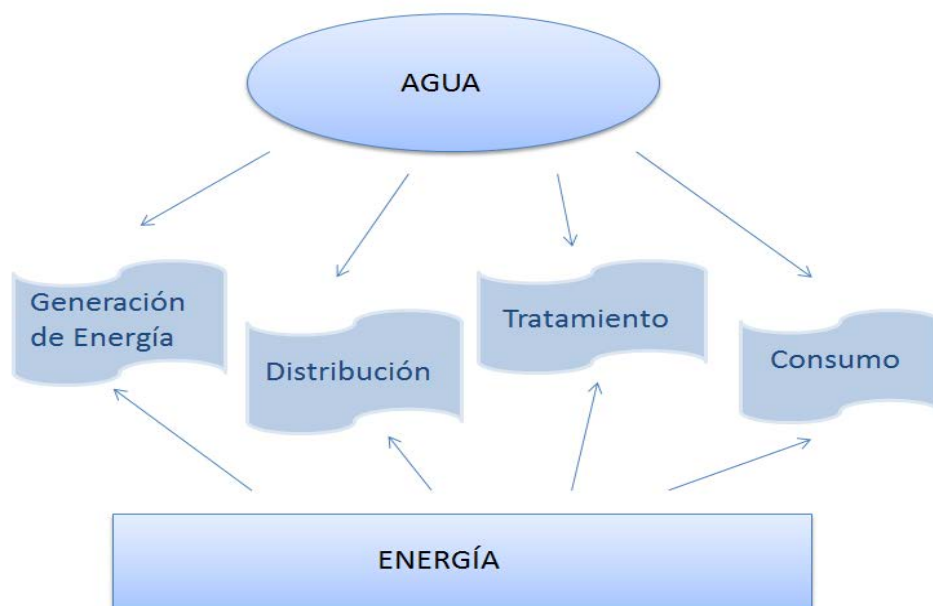 AGUA
Generación
de Energía
Distribución
Tratamiento
Consumo
ENERGÍA